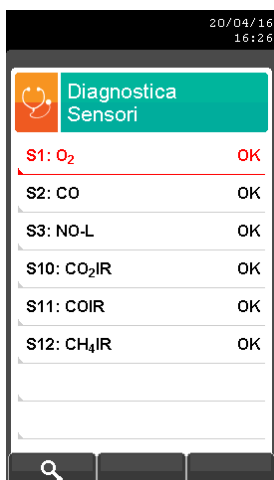 20/04/16
16:26
Diagnostica
Sensori
S1: O₂ OK
S2: CO OK
S3: NO-L OK
S10: CO₂IR OK
S11: COIR OK
S12: CH₄IR OK